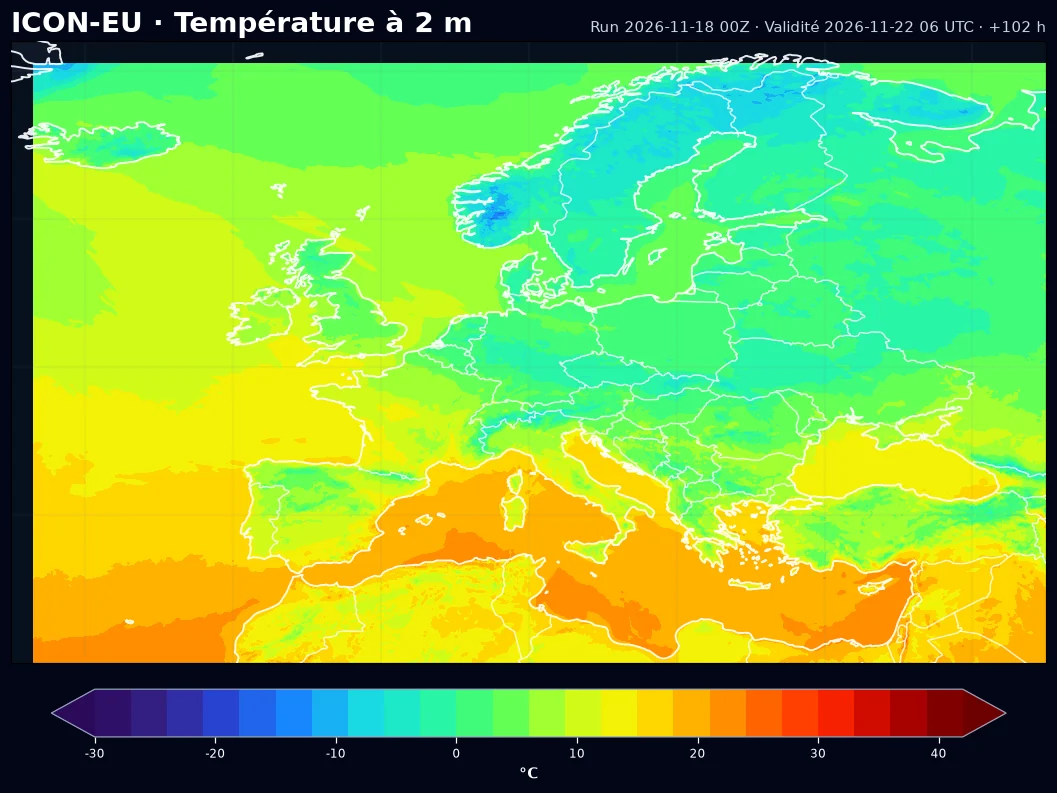 ICON-EU · Température à 2 m
Run 2026-11-18 00Z · Validité 2026-11-22 06 UTC · +102 h
-30 -20 -10 0 10 20 30 40
°C